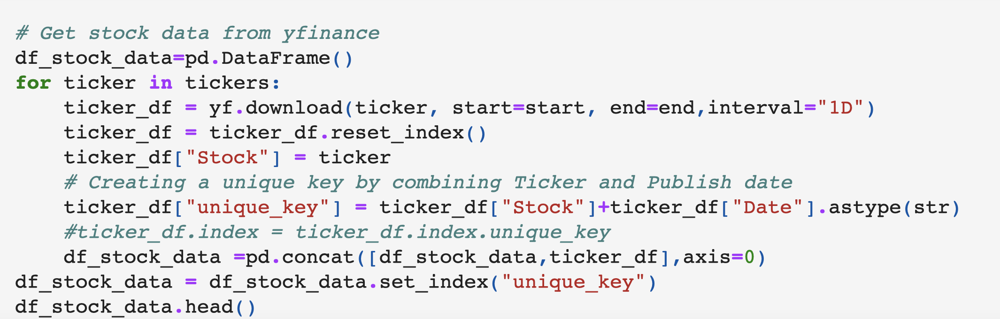 # Get stock data from yfinance
df_stock_data=pd.DataFrame()
for ticker in tickers:
    ticker_df = yf.download(ticker, start=start, end=end,interval="1D")
    ticker_df = ticker_df.reset_index()
    ticker_df["Stock"] = ticker
    # Creating a unique key by combining Ticker and Publish date
    ticker_df["unique_key"] = ticker_df["Stock"]+ticker_df["Date"].astype(str)
    #ticker_df.index = ticker_df.index.unique_key
    df_stock_data =pd.concat([df_stock_data,ticker_df],axis=0)
df_stock_data = df_stock_data.set_index("unique_key")
df_stock_data.head()